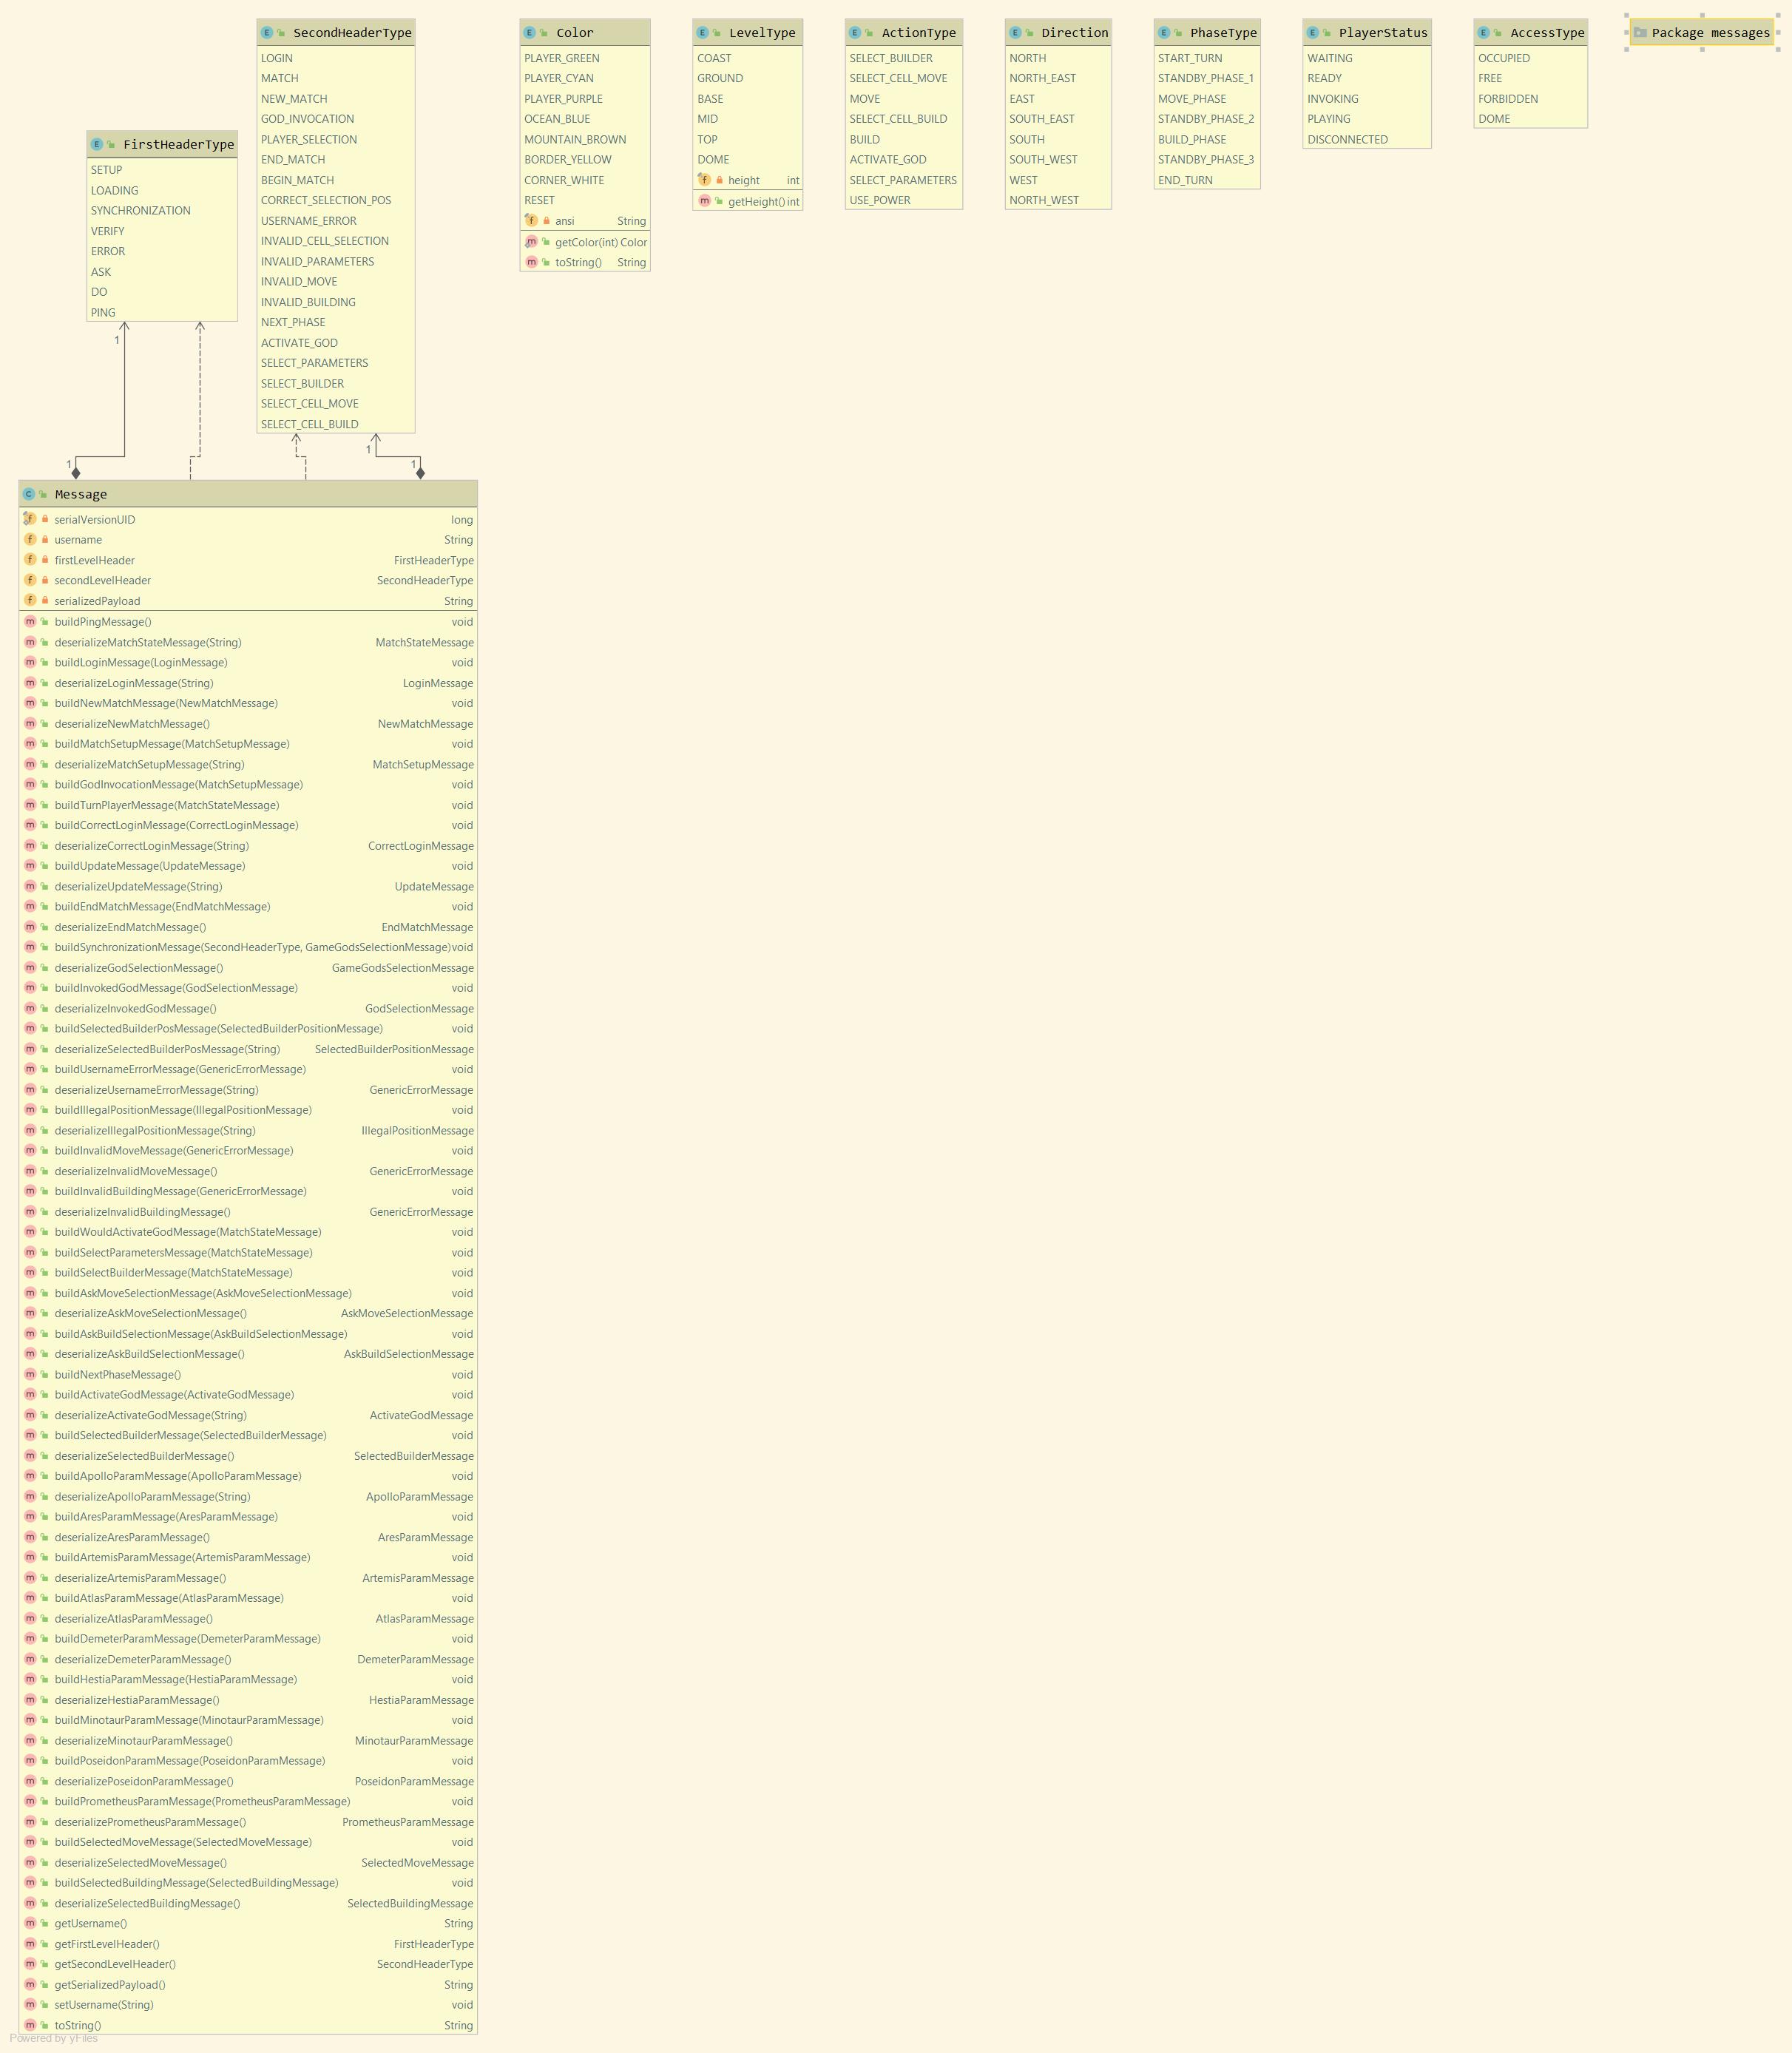 FirstHeaderType
SETUP
LOADING
SYNCHRONIZATION
VERIFY
ERROR
ASK
DO
PING
SecondHeaderType
LOGIN
MATCH
NEW_MATCH
GOD_INVOCATION
PLAYER_SELECTION
END_MATCH
BEGIN_MATCH
CORRECT_SELECTION_POS
USERNAME_ERROR
INVALID_CELL_SELECTION
INVALID_PARAMETERS
INVALID_MOVE
INVALID_BUILDING
NEXT_PHASE
ACTIVATE_GOD
SELECT_PARAMETERS
SELECT_BUILDER
SELECT_CELL_MOVE
SELECT_CELL_BUILD
Color
PLAYER_GREEN
PLAYER_CYAN
PLAYER_PURPLE
OCEAN_BLUE
MOUNTAIN_BROWN
BORDER_YELLOW
CORNER_WHITE
RESET
ansi String
getColor(int) Color
toString() String
LevelType
COAST
GROUND
BASE
MID
TOP
DOME
height int
getHeight() int
ActionType
SELECT_BUILDER
SELECT_CELL_MOVE
MOVE
SELECT_CELL_BUILD
BUILD
ACTIVATE_GOD
SELECT_PARAMETERS
USE_POWER
Direction
NORTH
NORTH_EAST
EAST
SOUTH_EAST
SOUTH
SOUTH_WEST
WEST
NORTH_WEST
PhaseType
START_TURN
STANDBY_PHASE_1
MOVE_PHASE
STANDBY_PHASE_2
BUILD_PHASE
STANDBY_PHASE_3
END_TURN
PlayerStatus
WAITING
READY
INVOKING
PLAYING
DISCONNECTED
AccessType
OCCUPIED
FREE
FORBIDDEN
DOME
Package messages
1
1
1
1
Message
serialVersionUID long
username String
firstLevelHeader FirstHeaderType
secondLevelHeader SecondHeaderType
serializedPayload String
buildPingMessage() void
deserializeMatchStateMessage(String) MatchStateMessage
buildLoginMessage(LoginMessage) void
deserializeLoginMessage(String) LoginMessage
buildNewMatchMessage(NewMatchMessage) void
deserializeNewMatchMessage() NewMatchMessage
buildMatchSetupMessage(MatchSetupMessage) void
deserializeMatchSetupMessage(String) MatchSetupMessage
buildGodInvocationMessage(MatchSetupMessage) void
buildTurnPlayerMessage(MatchStateMessage) void
buildCorrectLoginMessage(CorrectLoginMessage) void
deserializeCorrectLoginMessage(String) CorrectLoginMessage
buildUpdateMessage(UpdateMessage) void
deserializeUpdateMessage(String) UpdateMessage
buildEndMatchMessage(EndMatchMessage) void
deserializeEndMatchMessage() EndMatchMessage
buildSynchronizationMessage(SecondHeaderType, GameGodsSelectionMessage) void
deserializeGodSelectionMessage() GameGodsSelectionMessage
buildInvokedGodMessage(GodSelectionMessage) void
deserializeInvokedGodMessage() GodSelectionMessage
buildSelectedBuilderPosMessage(SelectedBuilderPositionMessage) void
deserializeSelectedBuilderPosMessage(String) SelectedBuilderPositionMessage
buildUsernameErrorMessage(GenericErrorMessage) void
deserializeUsernameErrorMessage(String) GenericErrorMessage
buildIllegalPositionMessage(IllegalPositionMessage) void
deserializeIllegalPositionMessage(String) IllegalPositionMessage
buildInvalidMoveMessage(GenericErrorMessage) void
deserializeInvalidMoveMessage() GenericErrorMessage
buildInvalidBuildingMessage(GenericErrorMessage) void
deserializeInvalidBuildingMessage() GenericErrorMessage
buildWouldActivateGodMessage(MatchStateMessage) void
buildSelectParametersMessage(MatchStateMessage) void
buildSelectBuilderMessage(MatchStateMessage) void
buildAskMoveSelectionMessage(AskMoveSelectionMessage) void
deserializeAskMoveSelectionMessage() AskMoveSelectionMessage
buildAskBuildSelectionMessage(AskBuildSelectionMessage) void
deserializeAskBuildSelectionMessage() AskBuildSelectionMessage
buildNextPhaseMessage() void
buildActivateGodMessage(ActivateGodMessage) void
deserializeActivateGodMessage(String) ActivateGodMessage
buildSelectedBuilderMessage(SelectedBuilderMessage) void
deserializeSelectedBuilderMessage() SelectedBuilderMessage
buildApolloParamMessage(ApolloParamMessage) void
deserializeApolloParamMessage(String) ApolloParamMessage
buildAresParamMessage(AresParamMessage) void
deserializeAresParamMessage() AresParamMessage
buildArtemisParamMessage(ArtemisParamMessage) void
deserializeArtemisParamMessage() ArtemisParamMessage
buildAtlasParamMessage(AtlasParamMessage) void
deserializeAtlasParamMessage() AtlasParamMessage
buildDemeterParamMessage(DemeterParamMessage) void
deserializeDemeterParamMessage() DemeterParamMessage
buildHestiaParamMessage(HestiaParamMessage) void
deserializeHestiaParamMessage() HestiaParamMessage
buildMinotaurParamMessage(MinotaurParamMessage) void
deserializeMinotaurParamMessage() MinotaurParamMessage
buildPoseidonParamMessage(PoseidonParamMessage) void
deserializePoseidonParamMessage() PoseidonParamMessage
buildPrometheusParamMessage(PrometheusParamMessage) void
deserializePrometheusParamMessage() PrometheusParamMessage
buildSelectedMoveMessage(SelectedMoveMessage) void
deserializeSelectedMoveMessage() SelectedMoveMessage
buildSelectedBuildingMessage(SelectedBuildingMessage) void
deserializeSelectedBuildingMessage() SelectedBuildingMessage
getUsername() String
getFirstLevelHeader() FirstHeaderType
getSecondLevelHeader() SecondHeaderType
getSerializedPayload() String
setUsername(String) void
toString() String
Powered by yFiles